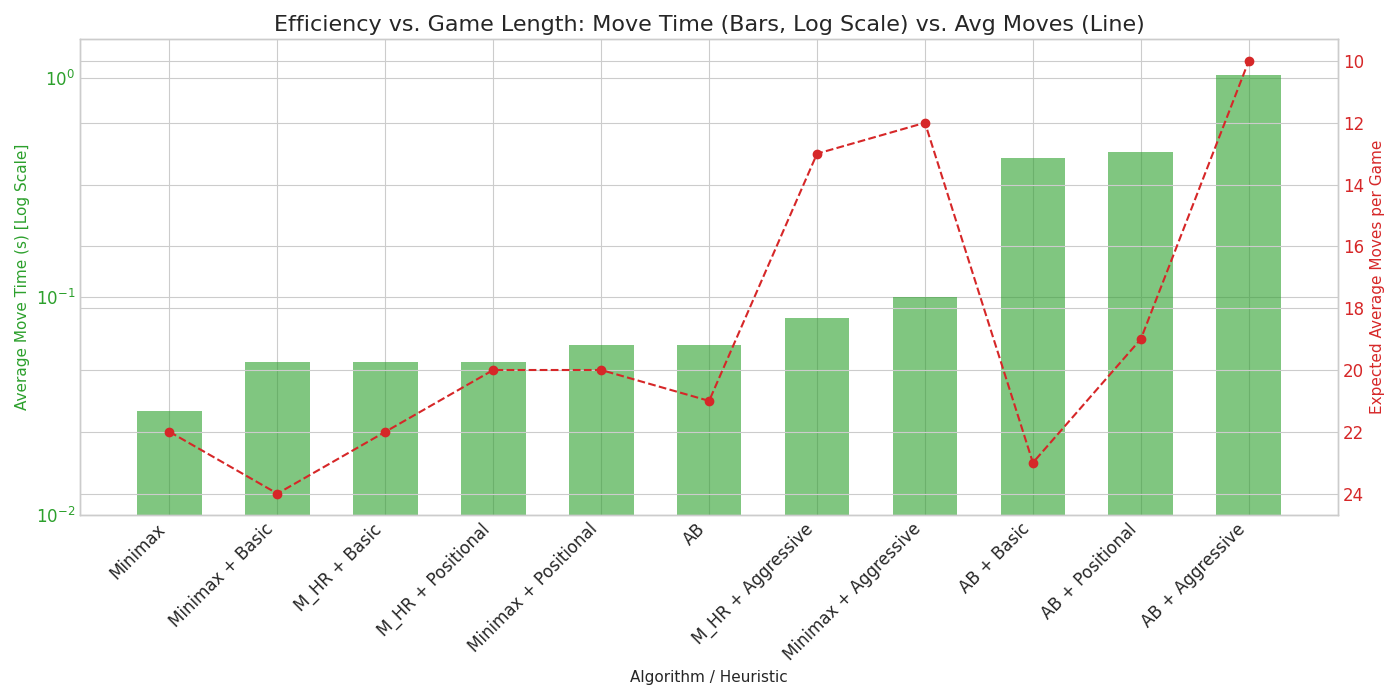 Efficiency vs. Game Length: Move Time (Bars, Log Scale) vs. Avg Moves (Line)
Average Move Time (s) [Log Scale]
10⁰
10⁻¹
10⁻²
10
12
14
16
18
20
22
24
Expected Average Moves per Game
Minimax
Minimax + Basic
M_HR + Basic
M_HR + Positional
Minimax + Positional
AB
M_HR + Aggressive
Minimax + Aggressive
AB + Basic
AB + Positional
AB + Aggressive
Algorithm / Heuristic